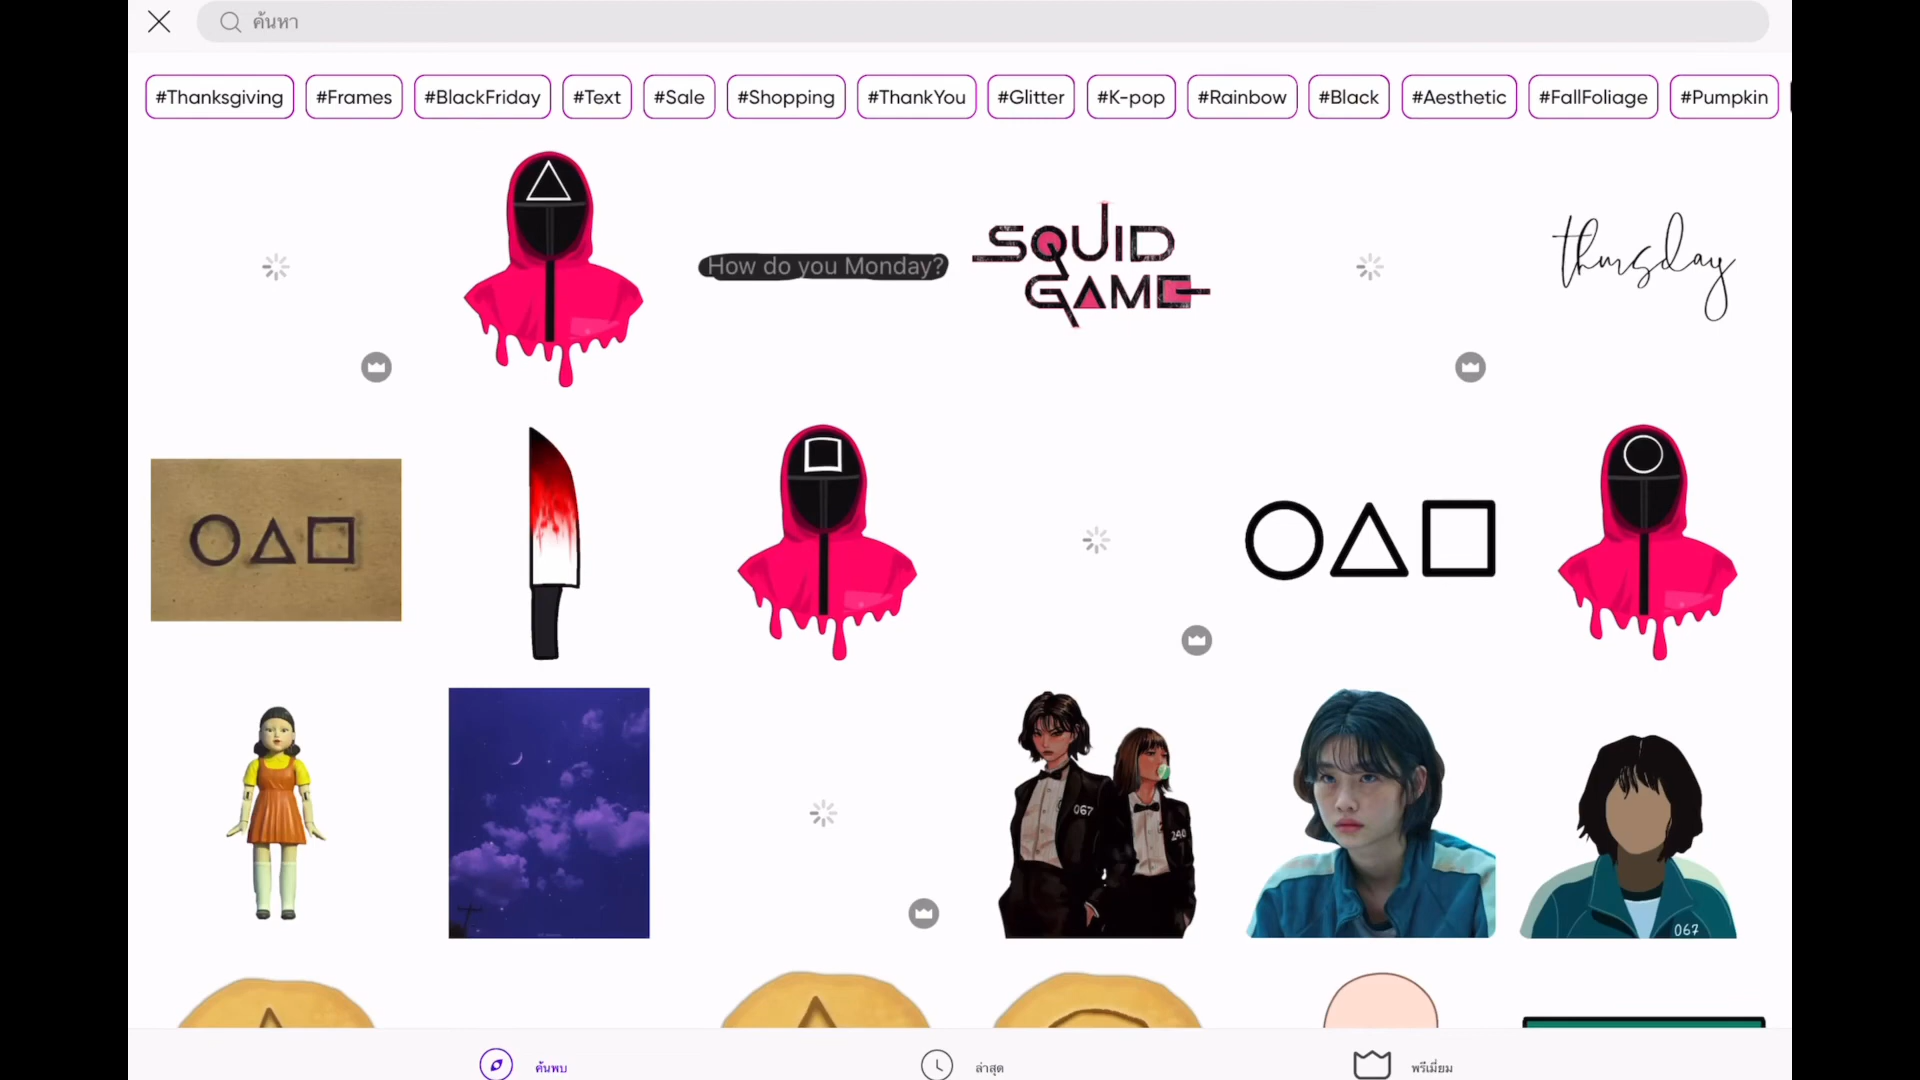 ค้นหา
#Thanksgiving
#Frames
#BlackFriday
#Text
#Sale
#Shopping
#ThankYou
#Glitter
#K-pop
#Rainbow
#Black
#Aesthetic
#FallFoliage
#Pumpkin
How do you Monday?
SQUID
GAME
thursday
067
240
067
ค้นพบ
ล่าสุด
พรีเมี่ยม